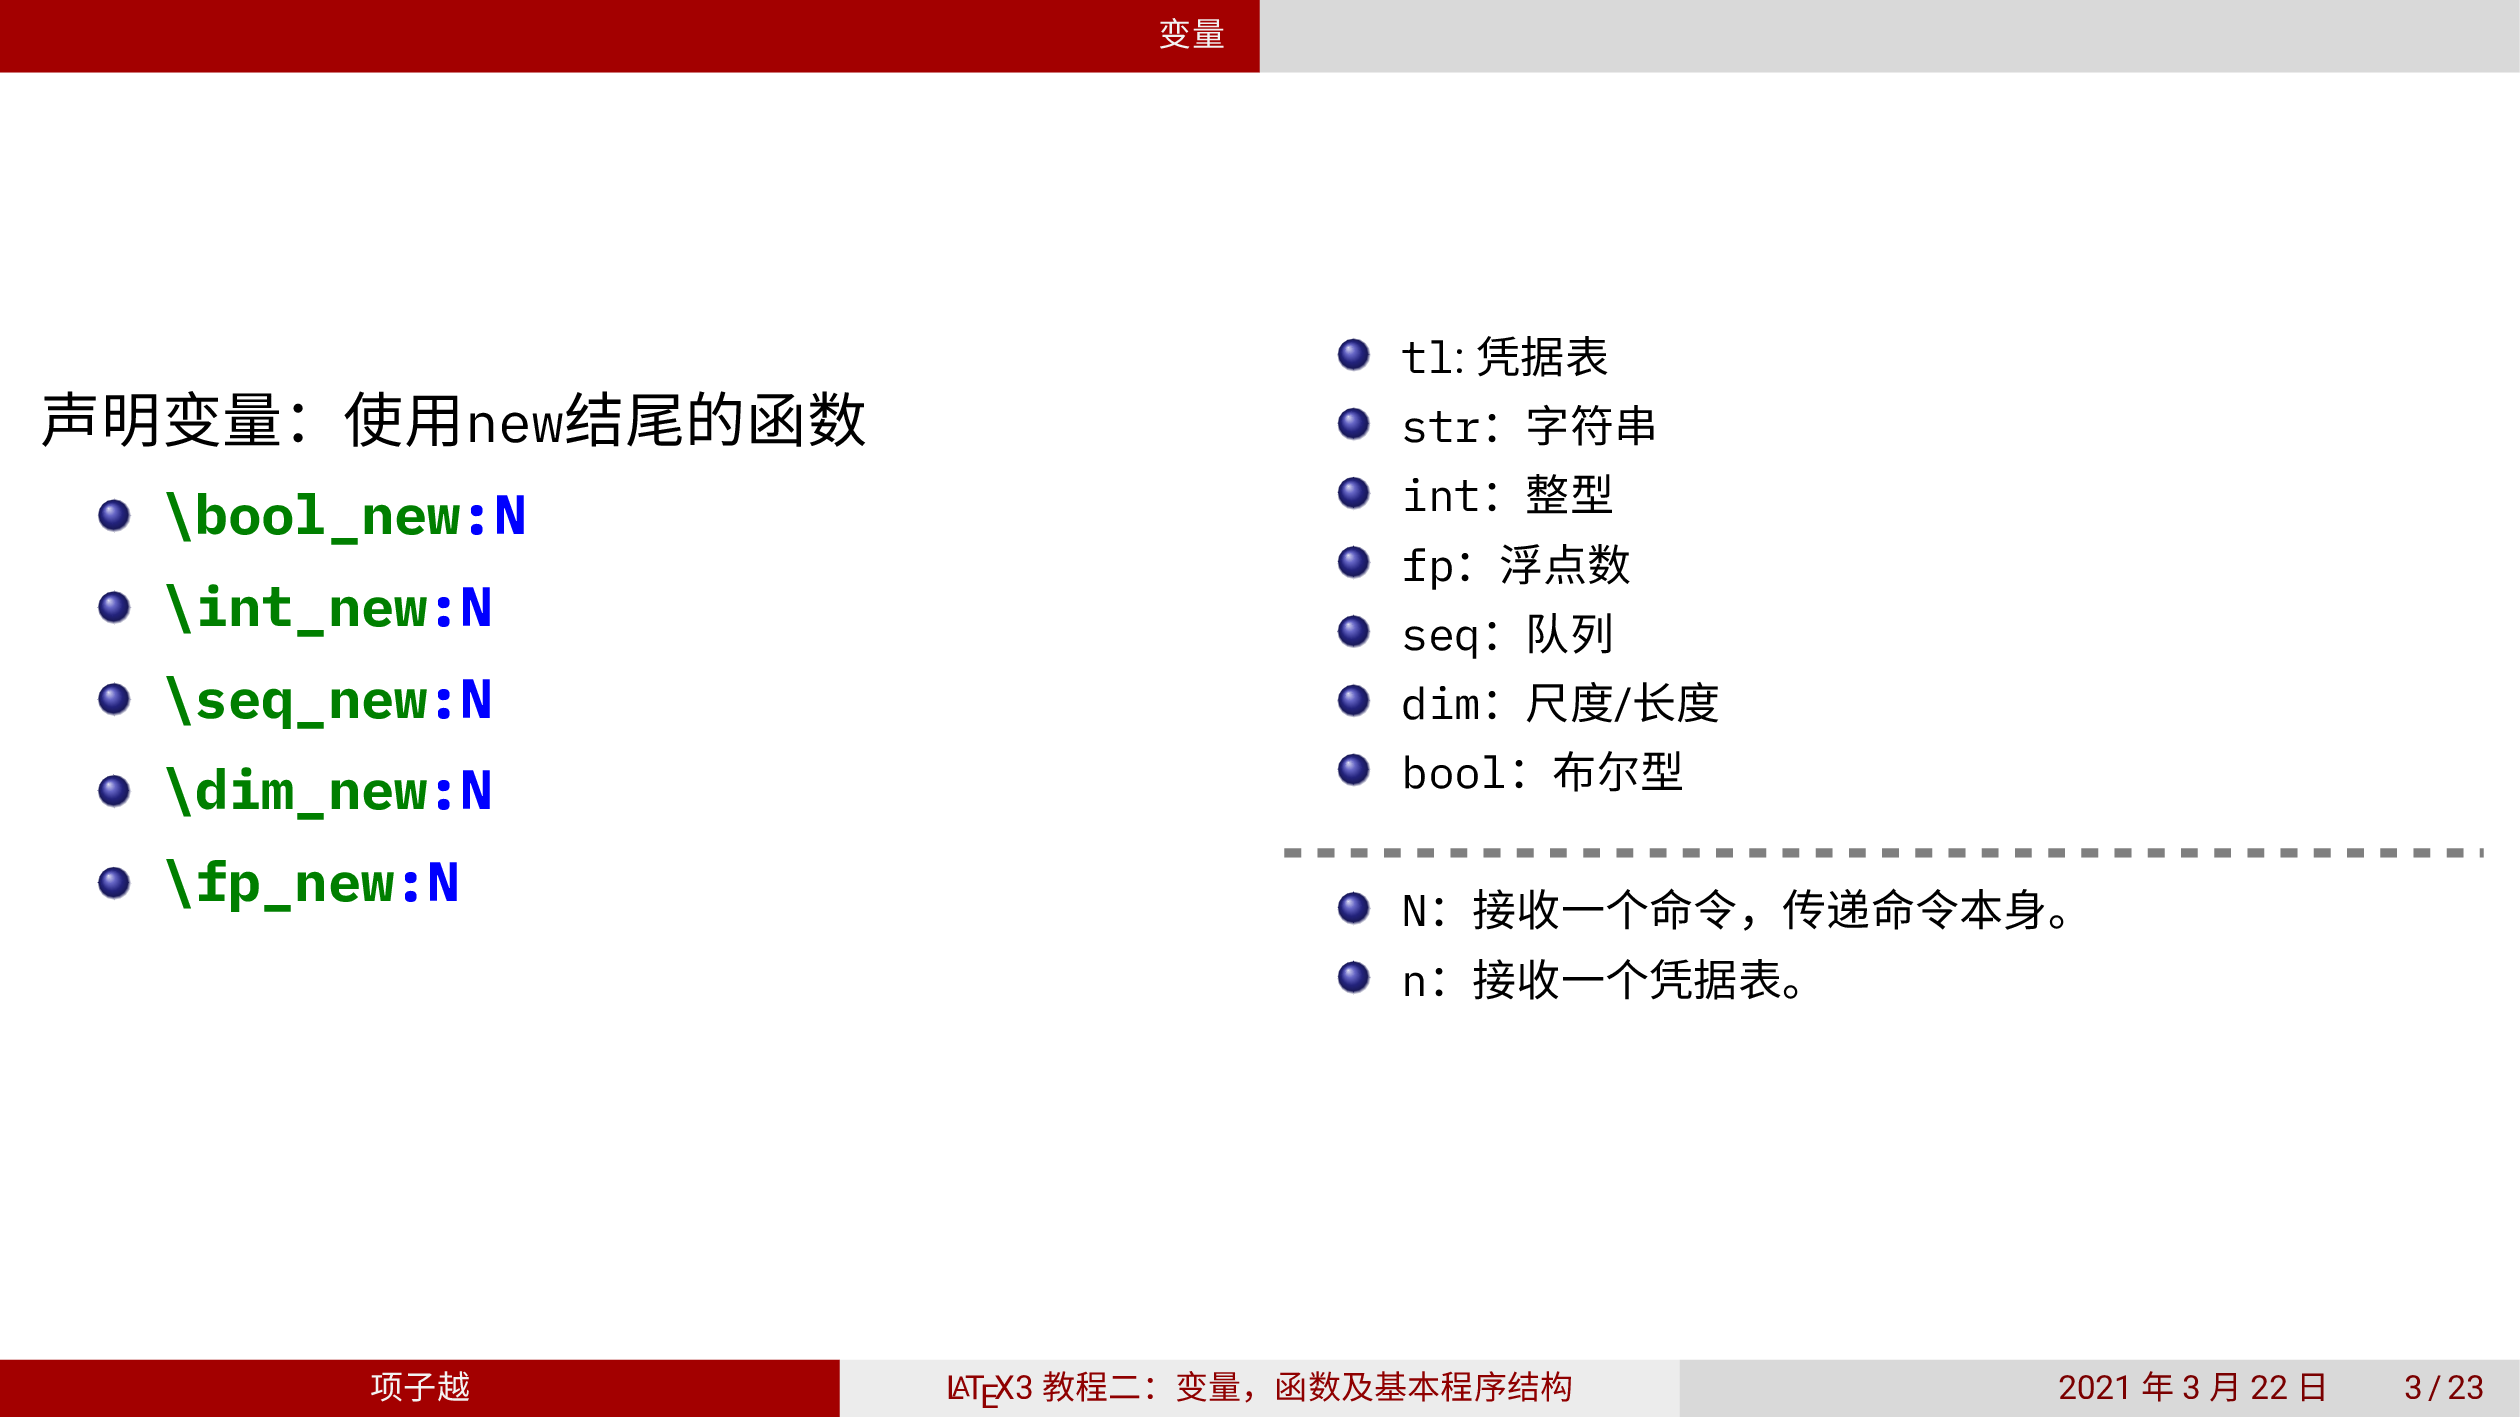 变量
声明变量：使用new结尾的函数
\bool_new:N
\int_new:N
\seq_new:N
\dim_new:N
\fp_new:N
tl: 凭据表
str：字符串
int：整型
fp：浮点数
seq：队列
dim：尺度/长度
bool：布尔型
N：接收一个命令，传递命令本身。
n：接收一个凭据表。
项子越
LATEX3 教程二：变量，函数及基本程序结构
2021 年 3 月 22 日
3 / 23